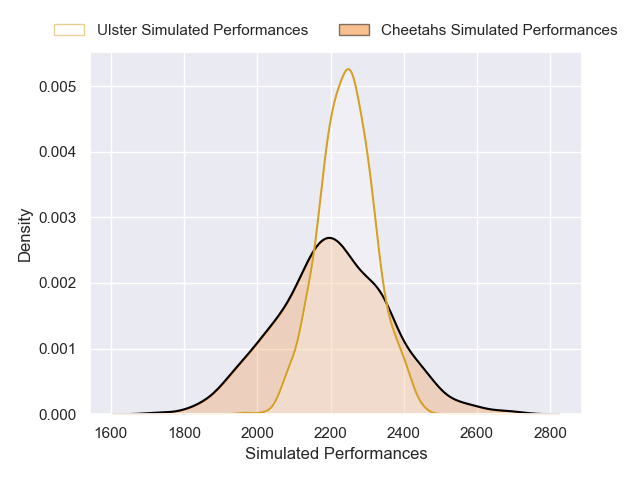 Ulster Simulated Performances Cheetahs Simulated Performances
0.005
0.004
0.003
0.002
0.001
0.000
Density
1600 1800 2000 2200 2400 2600 2800
Simulated Performances